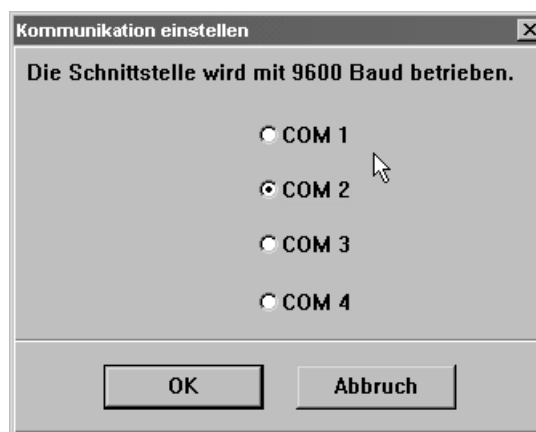 Kommunikation einstellen
Die Schnittstelle wird mit 9600 Baud betrieben.
COM 1
COM 2
COM 3
COM 4
OK
Abbruch